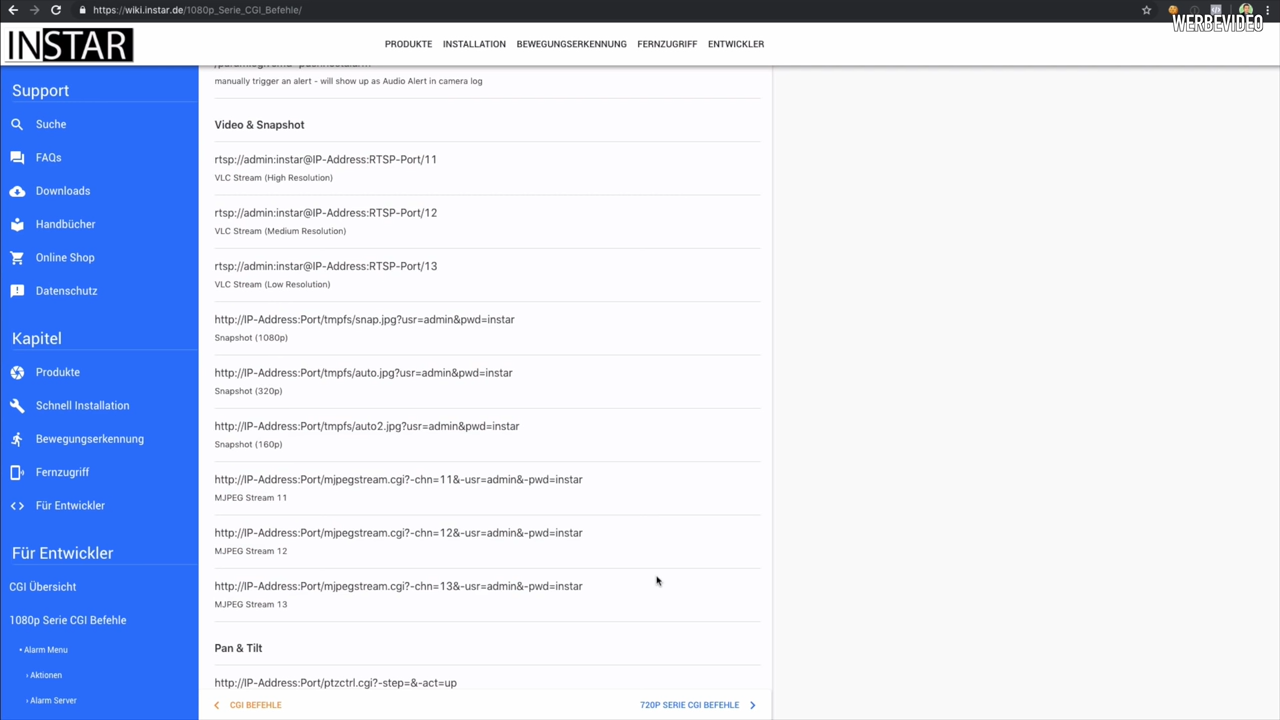 https://wiki.instar.de/1080p_Serie_CGI_Befehle/
WERBEVIDEO
INSTAR
PRODUKTE INSTALLATION BEWEGUNGSERKENNUNG FERNZUGRIFF ENTWICKLER
Support
Suche
FAQs
Downloads
Handbücher
Online Shop
Datenschutz
Kapitel
Produkte
Schnell Installation
Bewegungserkennung
Fernzugriff
Für Entwickler
Für Entwickler
CGI Übersicht
1080p Serie CGI Befehle
• Alarm Menu
› Aktionen
› Alarm Server
manually trigger an alert - will show up as Audio Alert in camera log
Video & Snapshot
rtsp://admin:instar@IP-Address:RTSP-Port/11
VLC Stream (High Resolution)
rtsp://admin:instar@IP-Address:RTSP-Port/12
VLC Stream (Medium Resolution)
rtsp://admin:instar@IP-Address:RTSP-Port/13
VLC Stream (Low Resolution)
http://IP-Address:Port/tmpfs/snap.jpg?usr=admin&pwd=instar
Snapshot (1080p)
http://IP-Address:Port/tmpfs/auto.jpg?usr=admin&pwd=instar
Snapshot (320p)
http://IP-Address:Port/tmpfs/auto2.jpg?usr=admin&pwd=instar
Snapshot (160p)
http://IP-Address:Port/mjpegstream.cgi?-chn=11&-usr=admin&-pwd=instar
MJPEG Stream 11
http://IP-Address:Port/mjpegstream.cgi?-chn=12&-usr=admin&-pwd=instar
MJPEG Stream 12
http://IP-Address:Port/mjpegstream.cgi?-chn=13&-usr=admin&-pwd=instar
MJPEG Stream 13
Pan & Tilt
http://IP-Address:Port/ptzctrl.cgi?-step=&-act=up
CGI BEFEHLE
720P SERIE CGI BEFEHLE